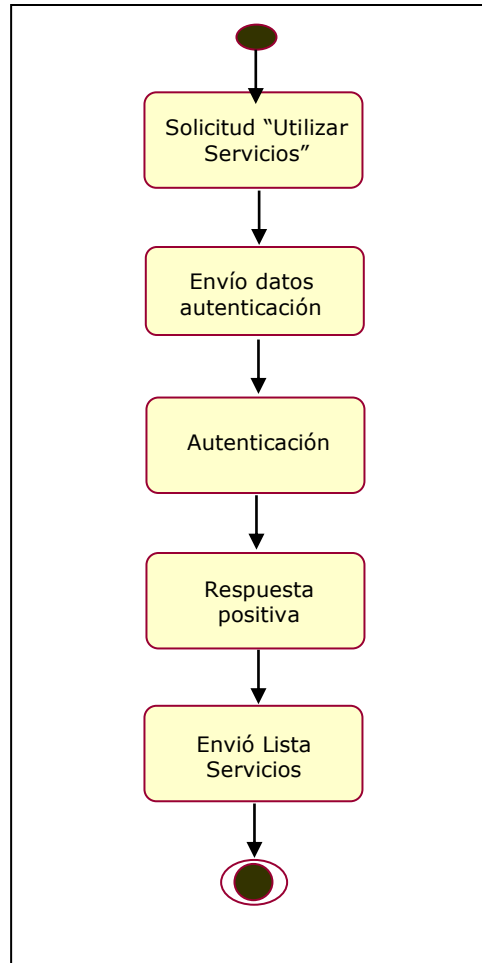 Solicitud “Utilizar
Servicios”
Envío datos
autenticación
Autenticación
Respuesta
positiva
Envió Lista
Servicios